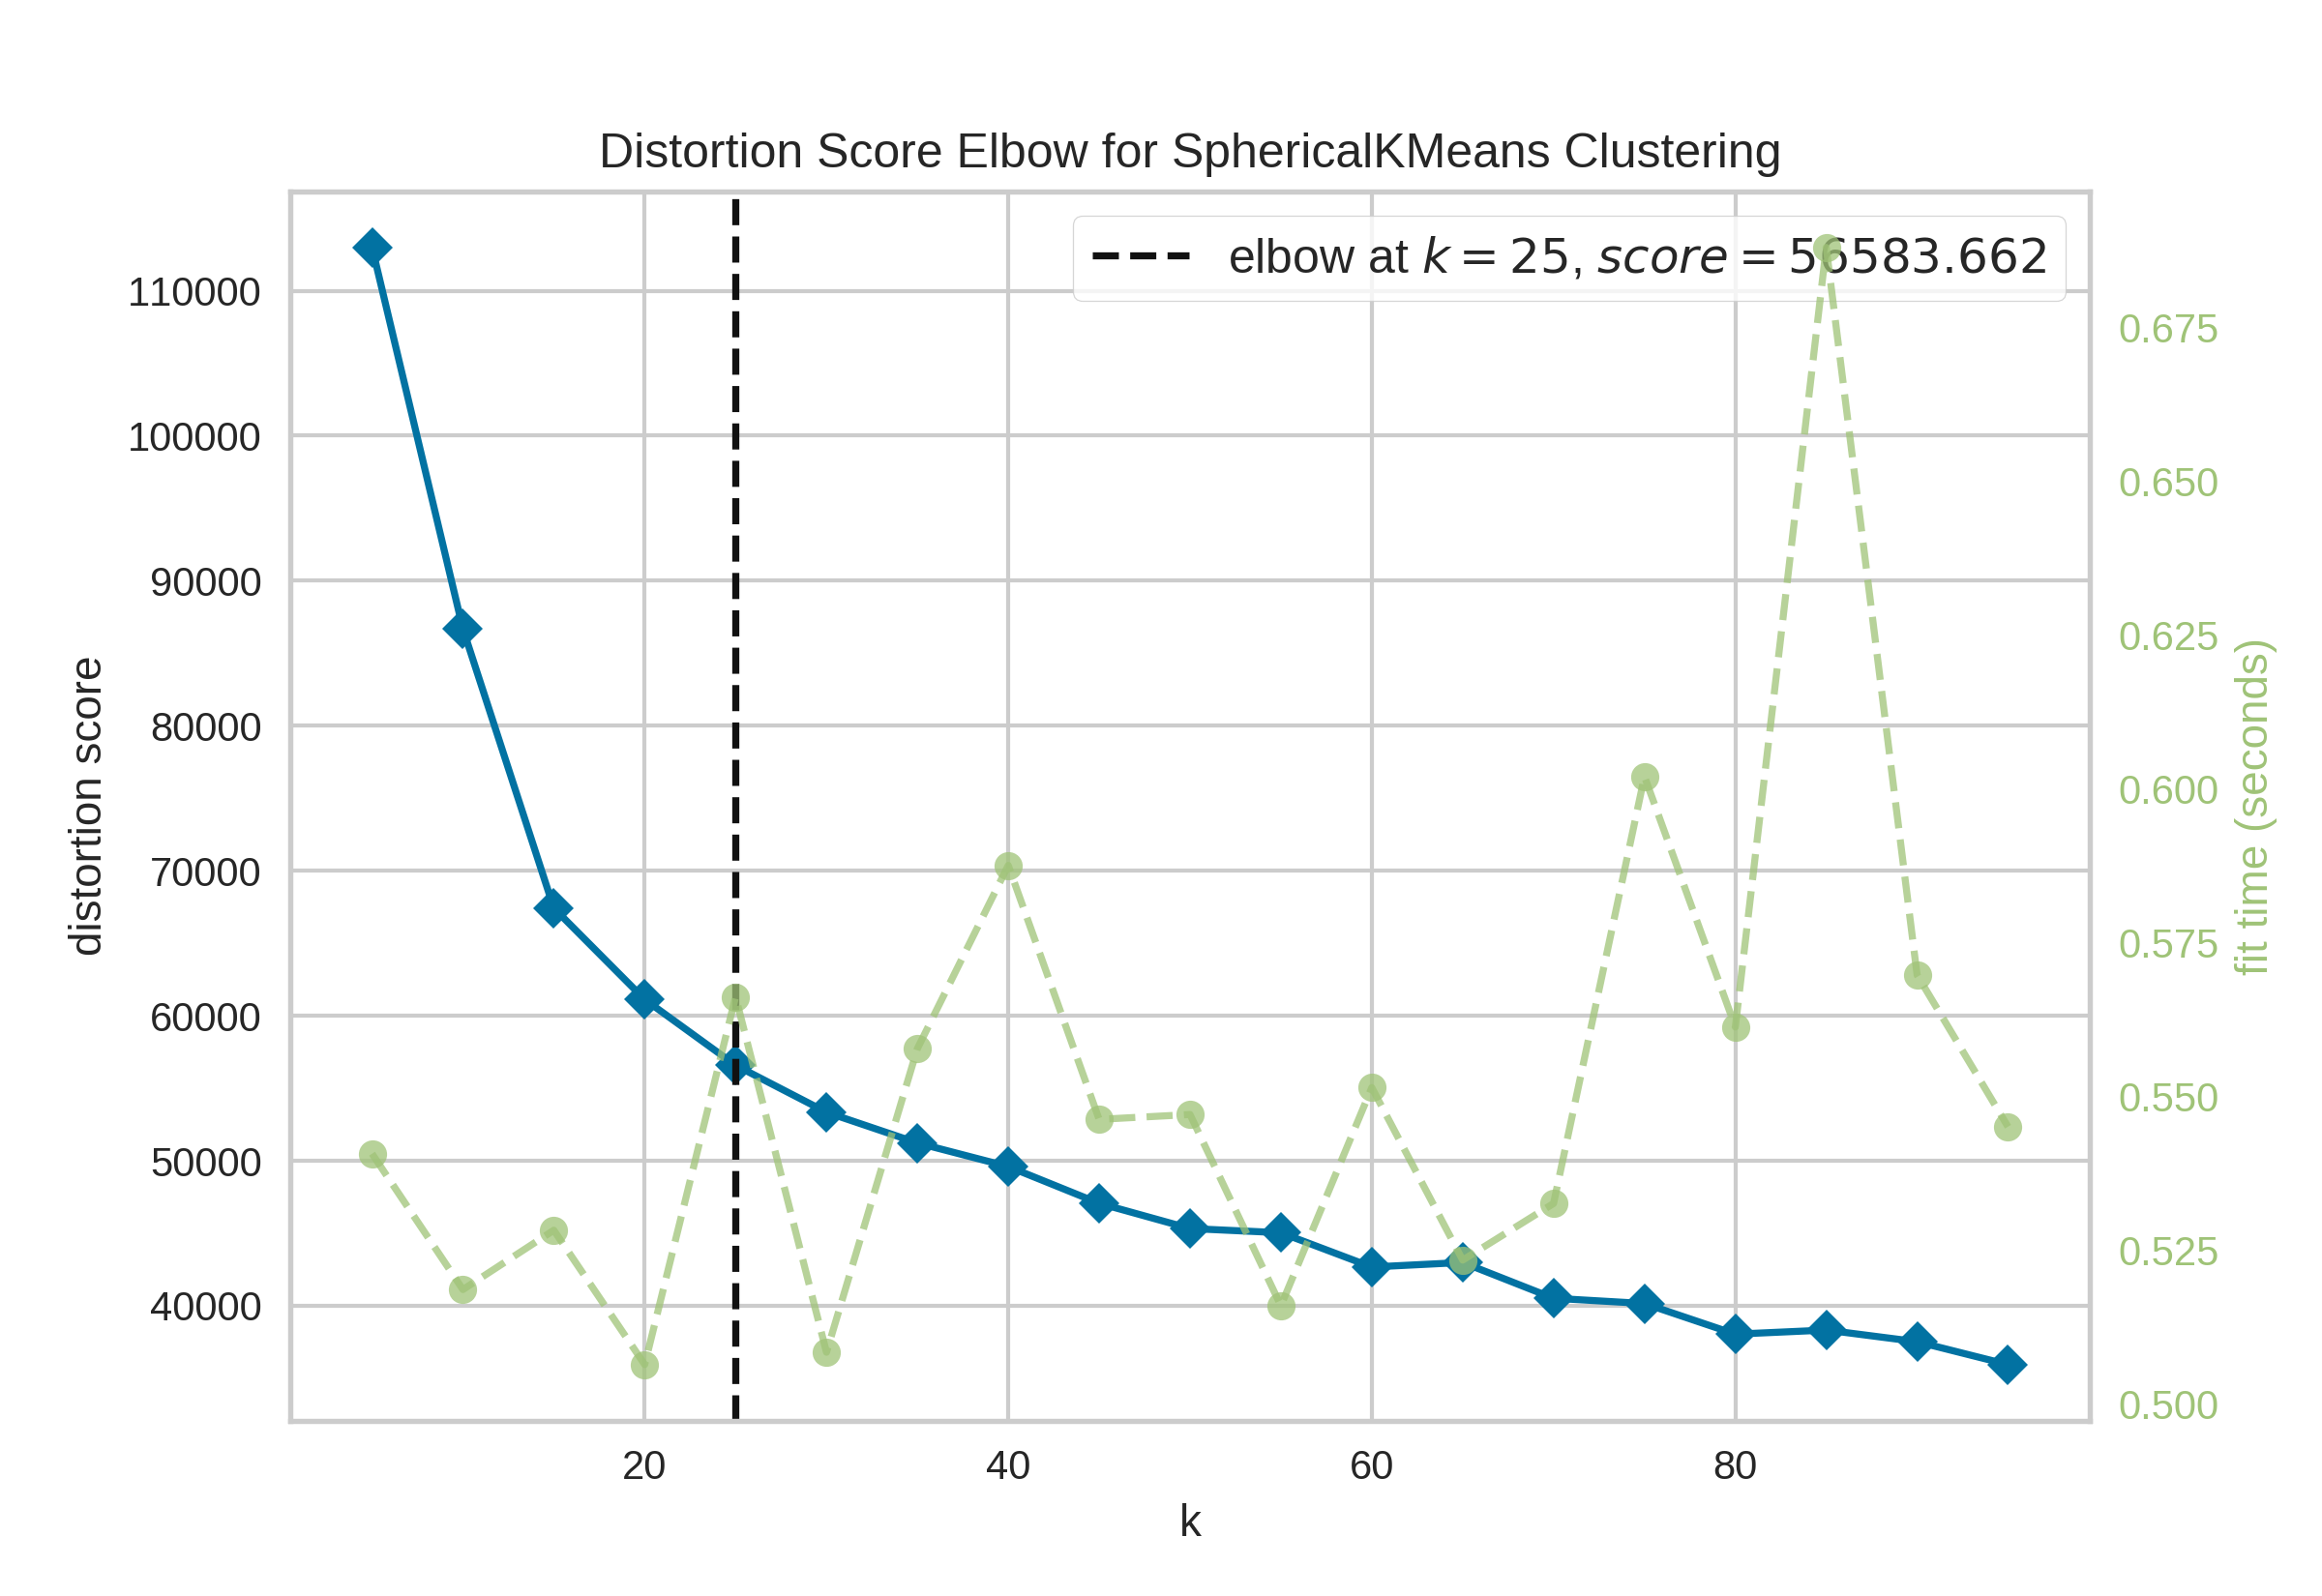 Distortion Score Elbow for SphericalKMeans Clustering
elbow at k = 25, score = 56583.662
distortion score
110000
100000
90000
80000
70000
60000
50000
40000
0.675
0.650
0.625
0.600
0.575
0.550
0.525
0.500
fit time (seconds)
20 40 60 80
k